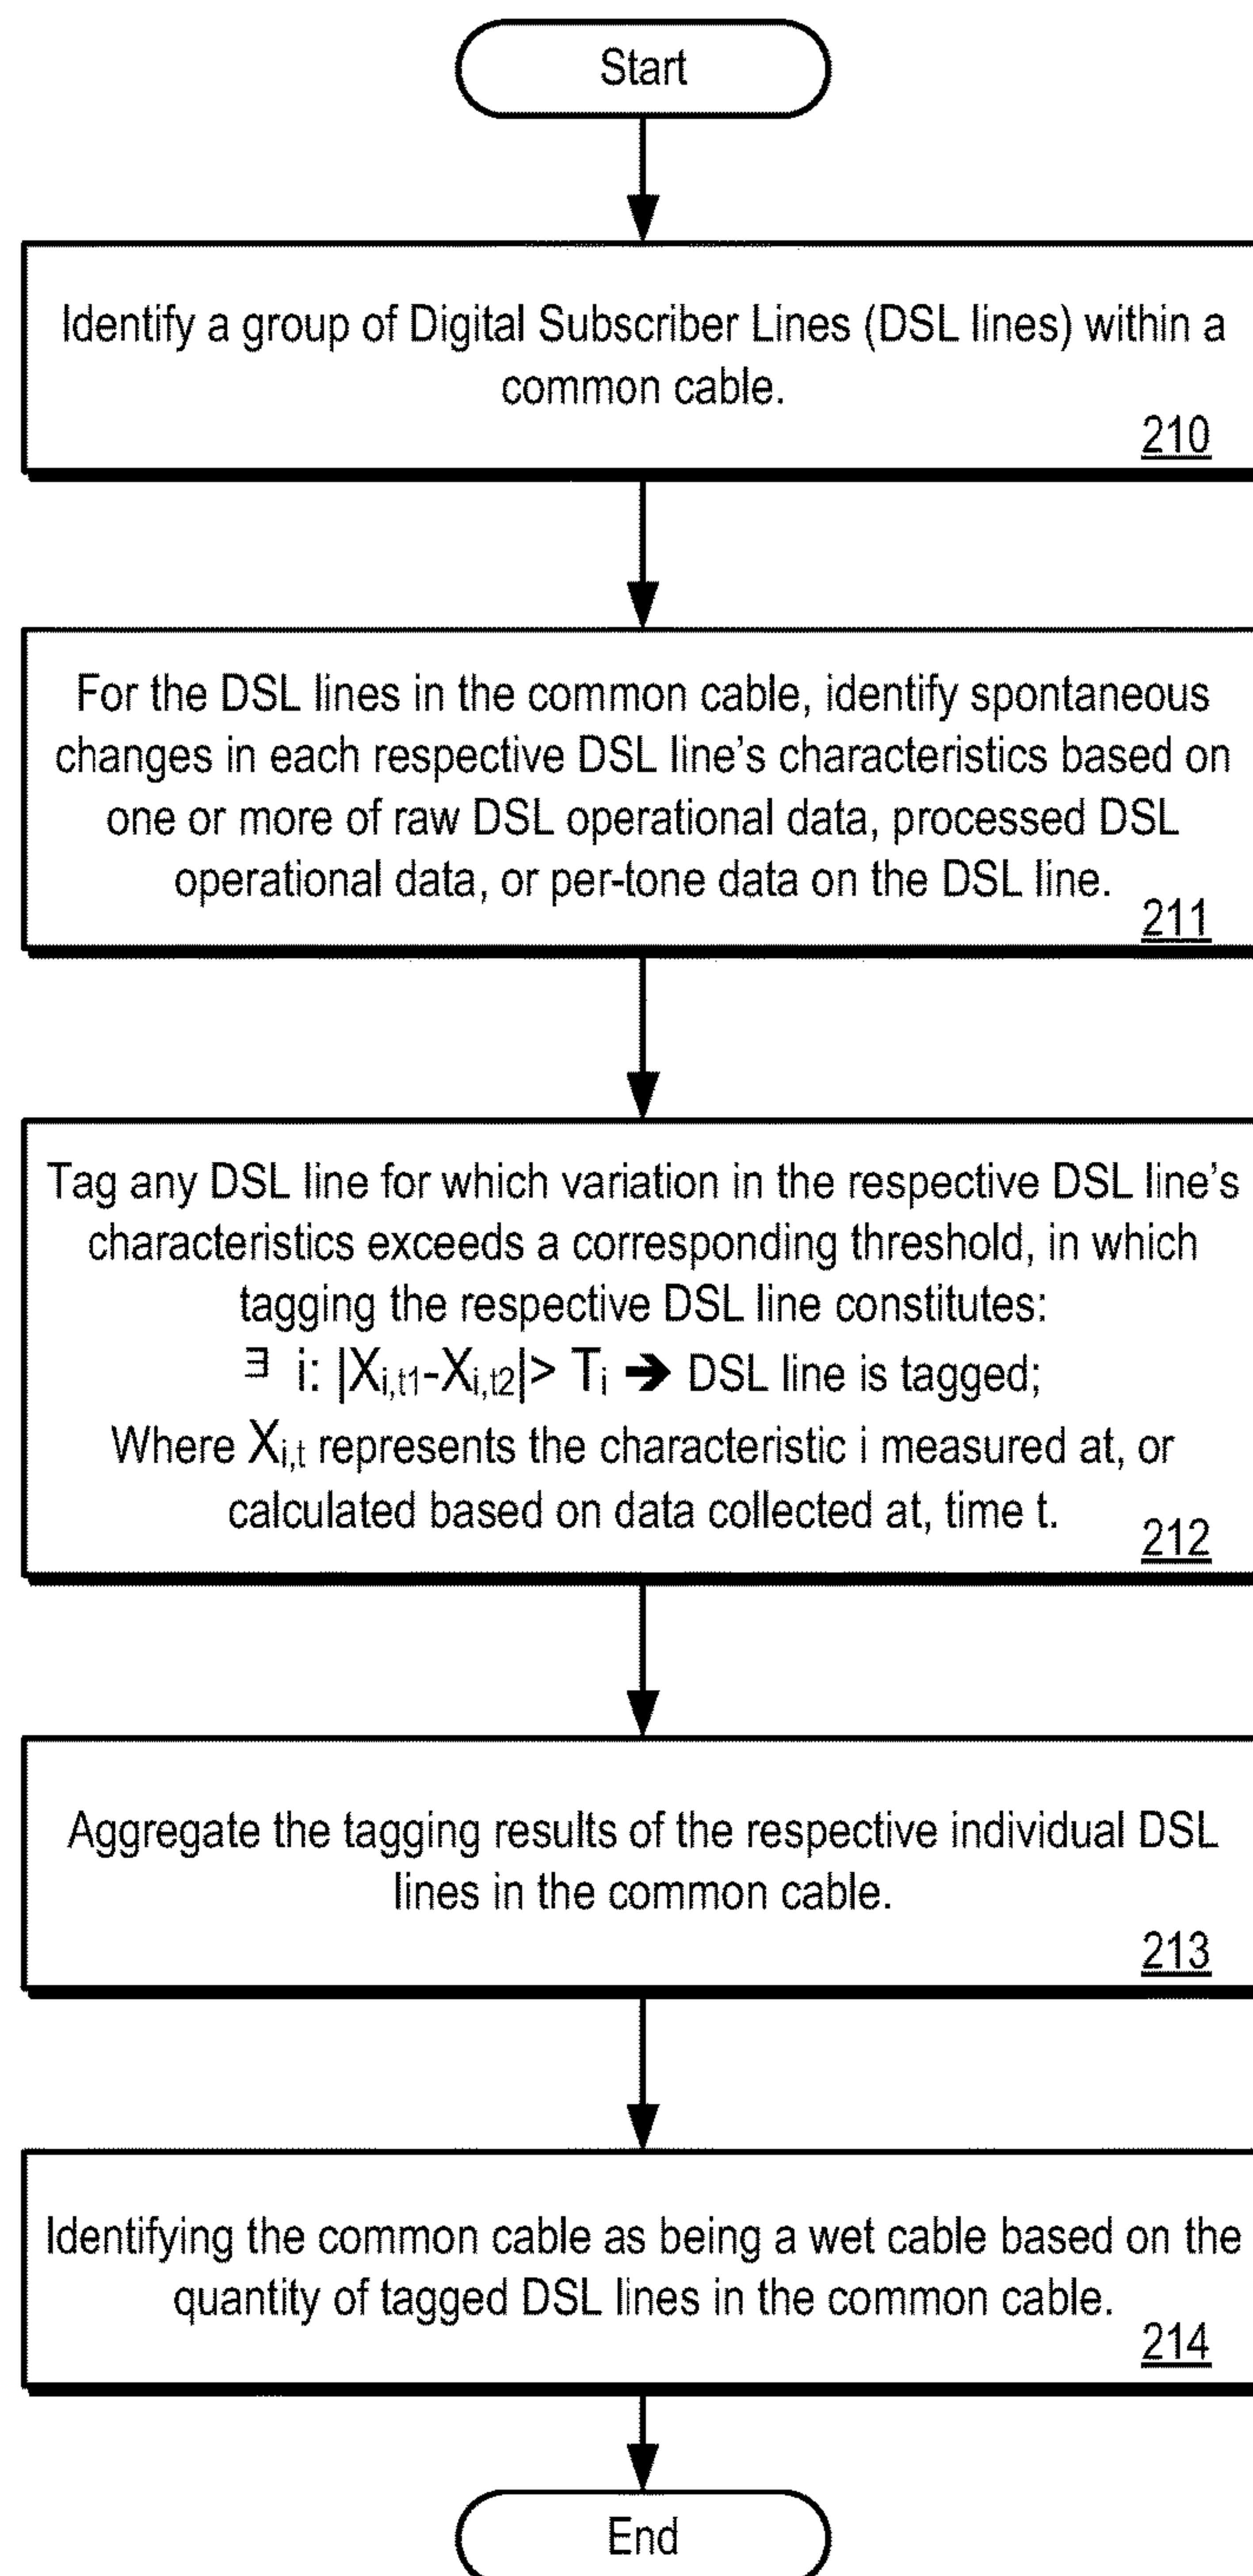 Start
Identify a group of Digital Subscriber Lines (DSL lines) within a
common cable.
210
For the DSL lines in the common cable, identify spontaneous
changes in each respective DSL line's characteristics based on
one or more of raw DSL operational data, processed DSL
operational data, or per-tone data on the DSL line.
211
Tag any DSL line for which variation in the respective DSL line's
characteristics exceeds a corresponding threshold, in which
tagging the respective DSL line constitutes:
∃ i: |Xi,t1-Xi,t2|> Ti ➔ DSL line is tagged;
Where Xi,t represents the characteristic i measured at, or
calculated based on data collected at, time t.
212
Aggregate the tagging results of the respective individual DSL
lines in the common cable.
213
Identifying the common cable as being a wet cable based on the
quantity of tagged DSL lines in the common cable.
214
End